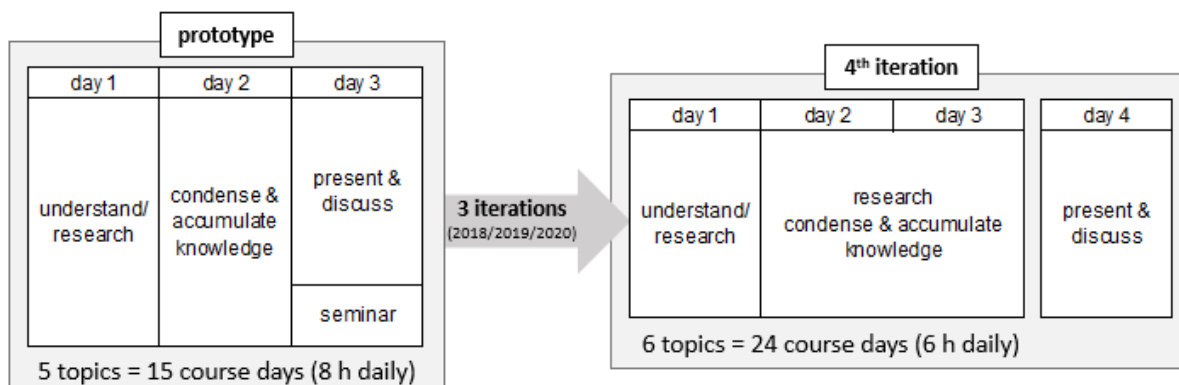 prototype
day 1
day 2
day 3
understand/
research
condense &
accumulate
knowledge
present &
discuss
seminar
5 topics = 15 course days (8 h daily)
3 iterations
(2018/2019/2020)
4th iteration
day 1
day 2
day 3
day 4
understand/
research
research
condense & accumulate
knowledge
present &
discuss
6 topics = 24 course days (6 h daily)